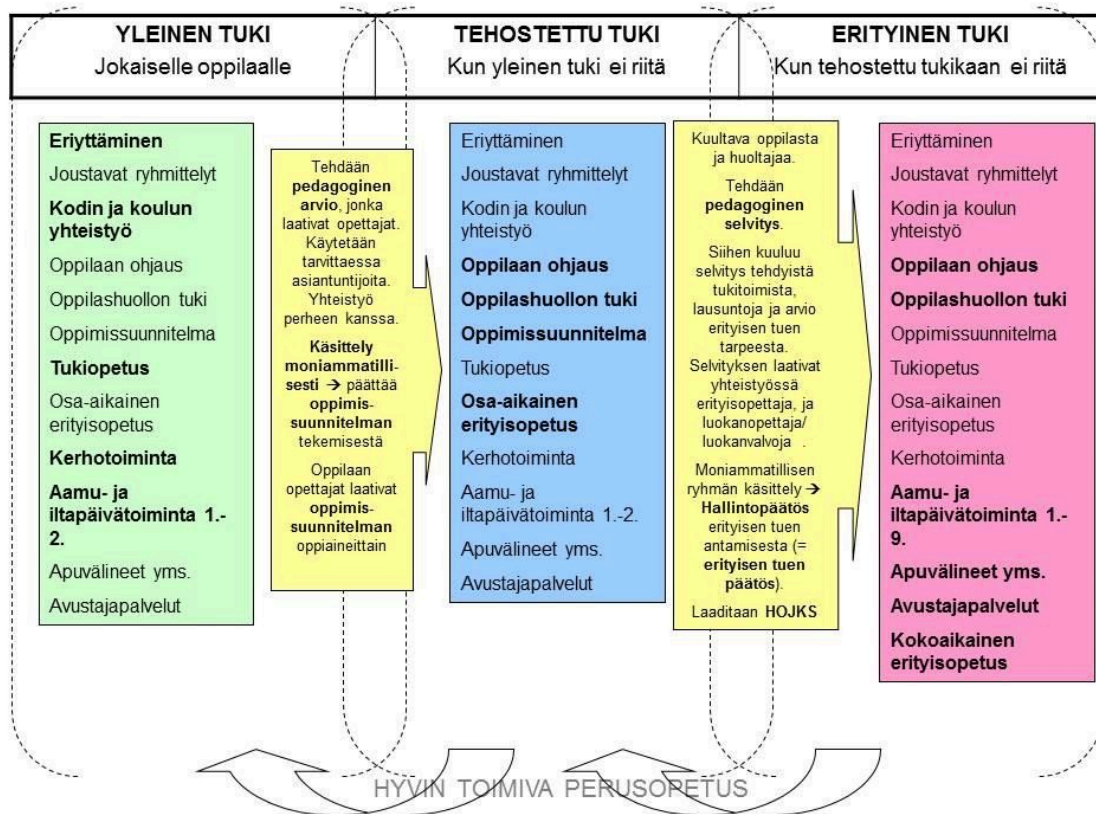 YLEINEN TUKI
Jokaiselle oppilaalle
TEHOSTETTU TUKI
Kun yleinen tuki ei riitä
ERITYINEN TUKI
Kun tehostettu tukikaan ei riitä
Eriyttäminen
Joustavat ryhmittelyt
Kodin ja koulun
yhteistyö
Oppilaan ohjaus
Oppilashuollon tuki
Oppimissuunnitelma
Tukiopetus
Osa-aikainen
erityisopetus
Kerhotoiminta
Aamu- ja
iltapäivätoiminta 1.-
2.
Apuvälineet yms.
Avustajapalvelut
Tehdään
pedagoginen
arvio, jonka
laativat opettajat.
Käytetään
tarvittaessa
asiantuntijoita.
Yhteistyö
perheen kanssa.
Käsittely
moniammatilli-
sesti → päättää
oppimis-
suunnitelman
tekemisestä
Oppilaan
opettajat laativat
oppimis-
suunnitelman
oppiaineittain
Eriyttäminen
Joustavat ryhmittelyt
Kodin ja koulun
yhteistyö
Oppilaan ohjaus
Oppilashuollon tuki
Oppimissuunnitelma
Tukiopetus
Osa-aikainen
erityisopetus
Kerhotoiminta
Aamu- ja
iltapäivätoiminta 1.-2.
Apuvälineet yms.
Avustajapalvelut
Kuultava oppilasta
ja huoltajaa.
Tehdään
pedagoginen
selvitys.
Siihen kuuluu
selvitys tehdyistä
tukitoimista,
lausuntoja ja arvio
erityisen tuen
tarpeesta.
Selvityksen laativat
yhteistyössä
erityisopettaja, ja
luokanopettaja/
luokanvalvoja .
Moniammatillisen
ryhmän käsittely →
Hallintopäätös
erityisen tuen
antamisesta (=
erityisen tuen
päätös).
Laaditaan HOJKS
Eriyttäminen
Joustavat ryhmittelyt
Kodin ja koulun
yhteistyö
Oppilaan ohjaus
Oppilashuollon tuki
Oppimissuunnitelma
Tukiopetus
Osa-aikainen
erityisopetus
Kerhotoiminta
Aamu- ja
iltapäivätoiminta 1.-
9.
Apuvälineet yms.
Avustajapalvelut
Kokoaikainen
erityisopetus
HYVIN TOIMIVA PERUSOPETUS